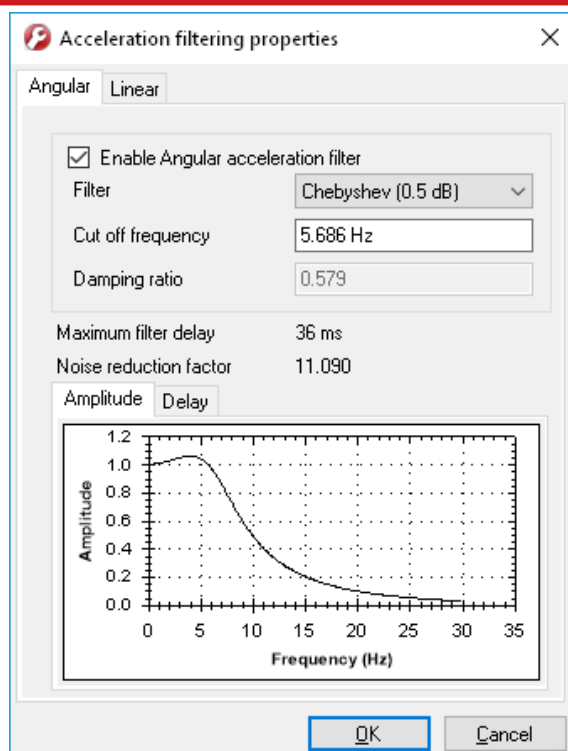 Acceleration filtering properties
Angular Linear
Enable Angular acceleration filter
Filter Chebyshev (0.5 dB)
Cut off frequency 5.686 Hz
Damping ratio 0.579
Maximum filter delay 36 ms
Noise reduction factor 11.090
Amplitude Delay
1.2
1.0
0.8
0.6
0.4
0.2
0.0
Amplitude
0 5 10 15 20 25 30 35
Frequency (Hz)
OK Cancel